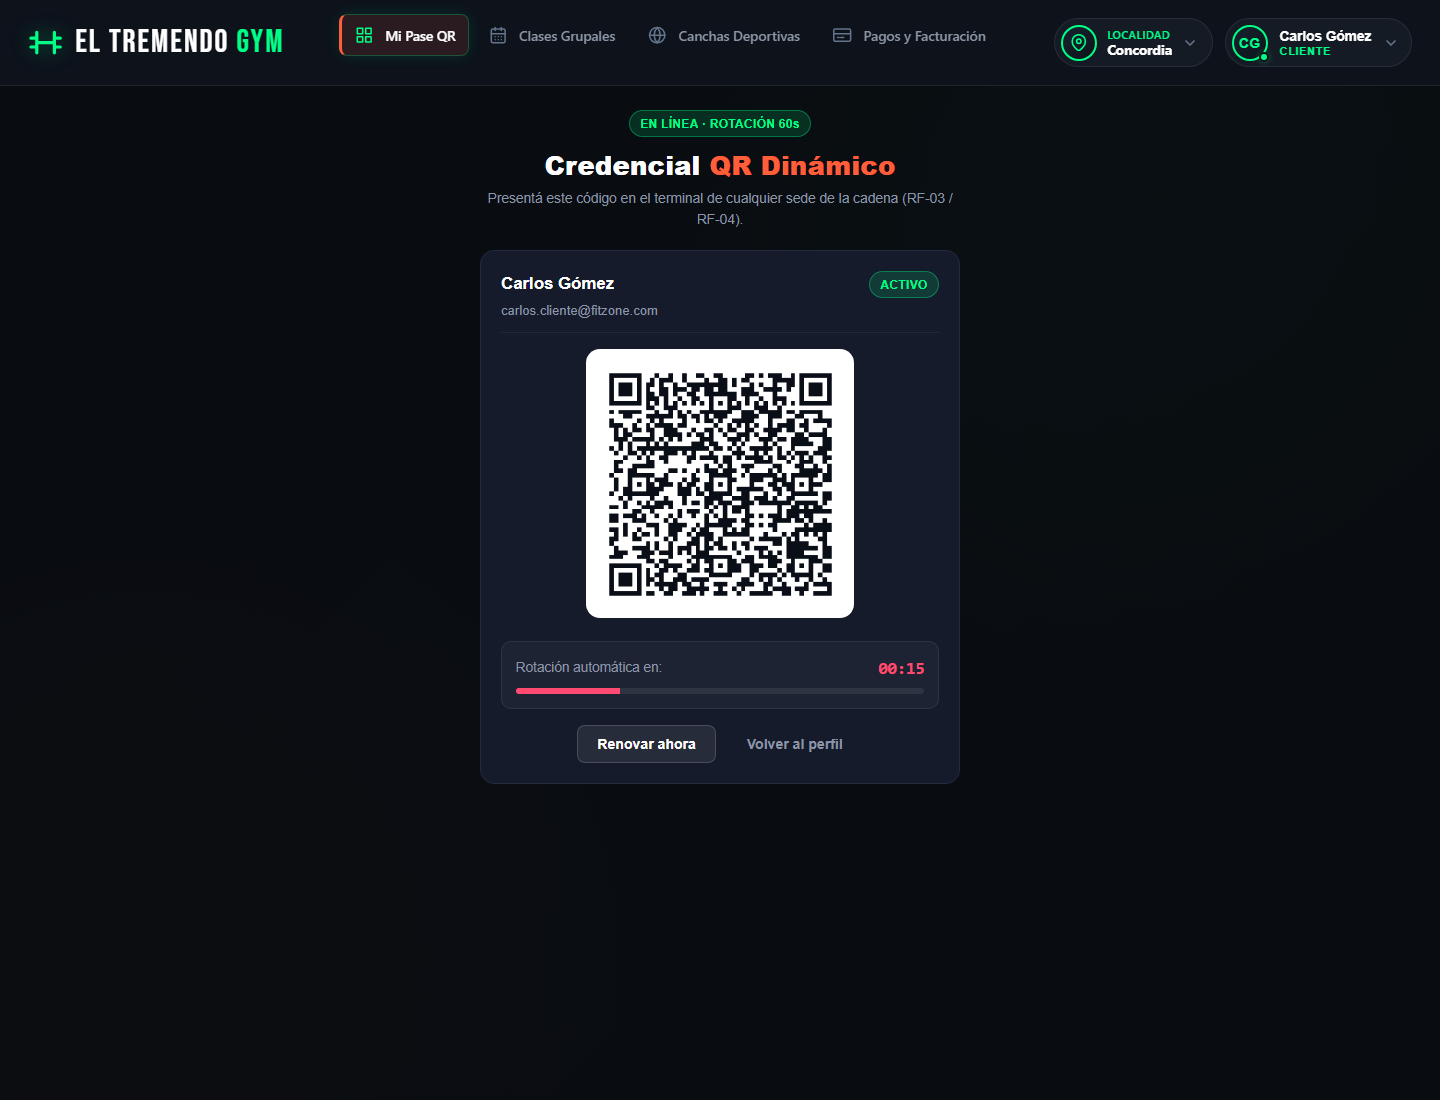 EL TREMENDO GYM
Mi Pase QR
Clases Grupales
Canchas Deportivas
Pagos y Facturación
LOCALIDAD
Concordia
CG
Carlos Gómez
CLIENTE
EN LÍNEA · ROTACIÓN 60s
Credencial QR Dinámico
Presentá este código en el terminal de cualquier sede de la cadena (RF-03 /
RF-04).
Carlos Gómez
ACTIVO
carlos.cliente@fitzone.com
Rotación automática en:
00:15
Renovar ahora
Volver al perfil